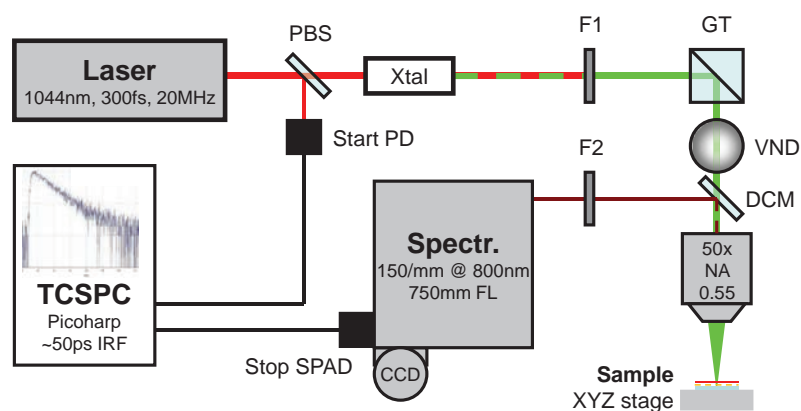 PBS
F1
GT
Laser
1044nm, 300fs, 20MHz
Xtal
Start PD
F2
VND
DCM
Spectr.
150/mm @ 800nm
750mm FL
50x
NA
0.55
TCSPC
Picoharp
~50ps IRF
Stop SPAD
CCD
Sample
XYZ stage